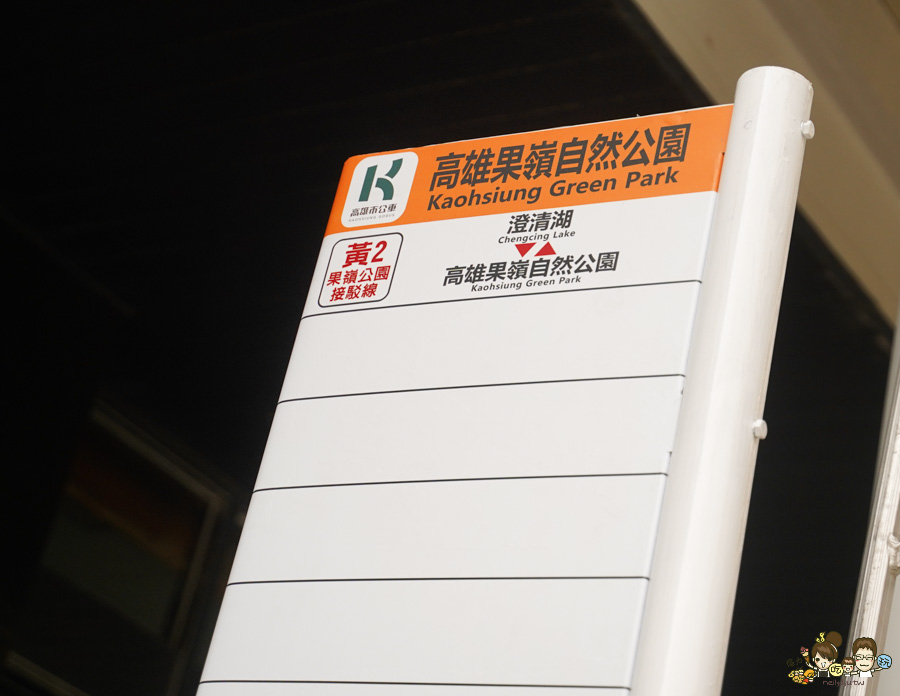 高雄果嶺自然公園
Kaohsiung Green Park
高雄市公車
KAOHSIUNG BUSES
黃2
果嶺公園
接駁線
澄清湖
Chengcing Lake
高雄果嶺自然公園
Kaohsiung Green Park